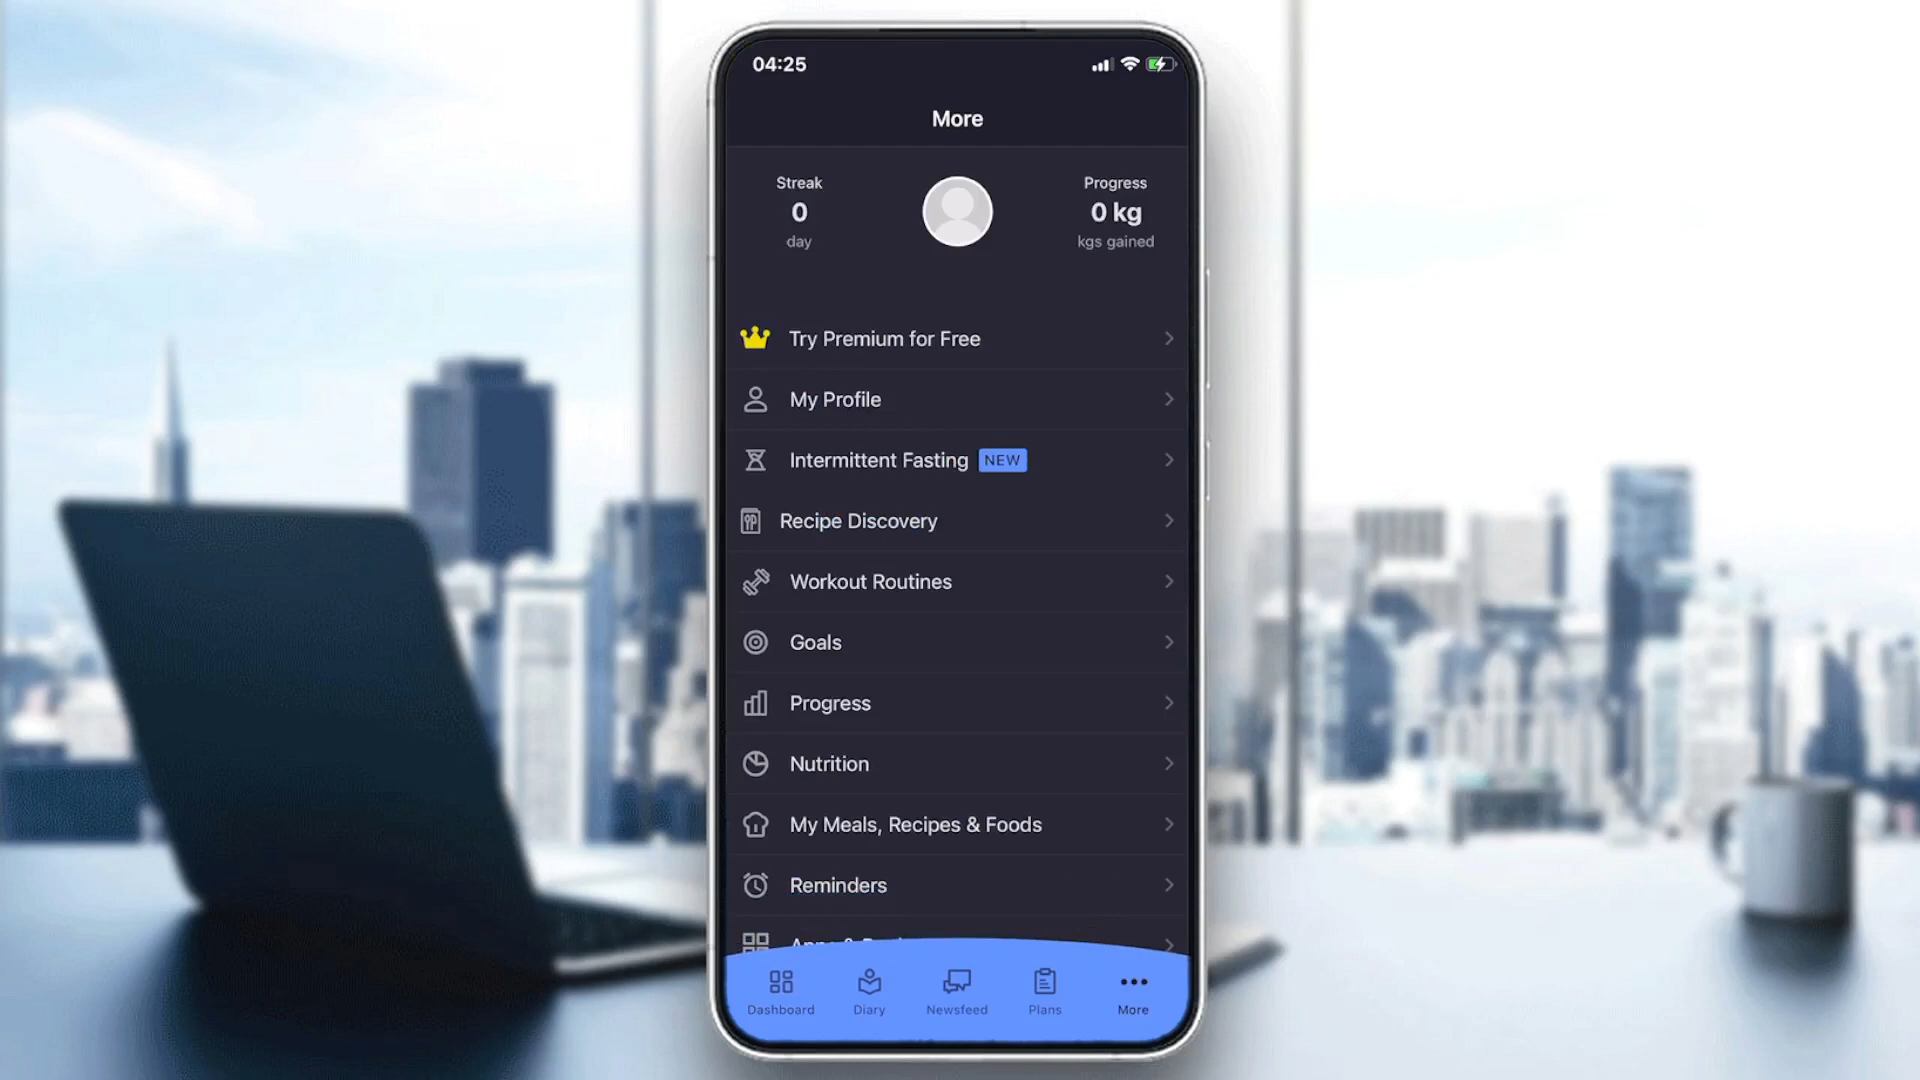 04:25
More
Streak
0
day
Progress
0 kg
kgs gained
Try Premium for Free
My Profile
Intermittent Fasting NEW
Recipe Discovery
Workout Routines
Goals
Progress
Nutrition
My Meals, Recipes & Foods
Reminders
Dashboard
Diary
Newsfeed
Plans
More